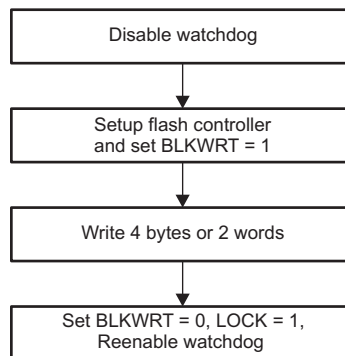 Disable watchdog
Setup flash controller
and set BLKWRT = 1
Write 4 bytes or 2 words
Set BLKWRT = 0, LOCK = 1,
Reenable watchdog